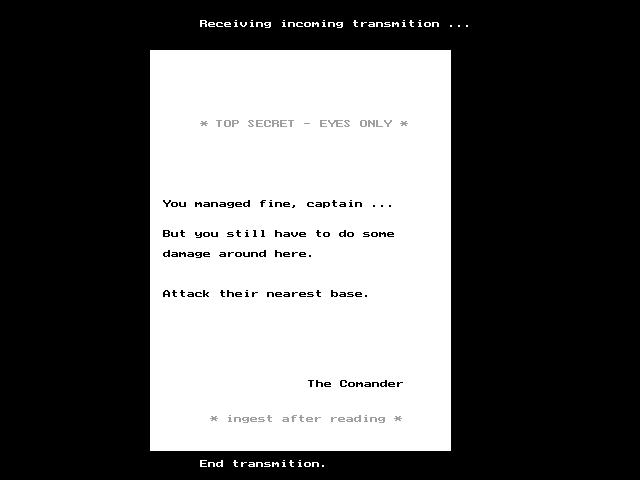 Receiving incoming transmition ...
* TOP SECRET - EYES ONLY *
You managed fine, captain ...
But you still have to do some
damage around here.
Attack their nearest base.
The Comander
* ingest after reading *
End transmition.